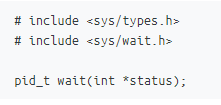 # include <sys/types.h>
# include <sys/wait.h>
pid_t wait(int *status);